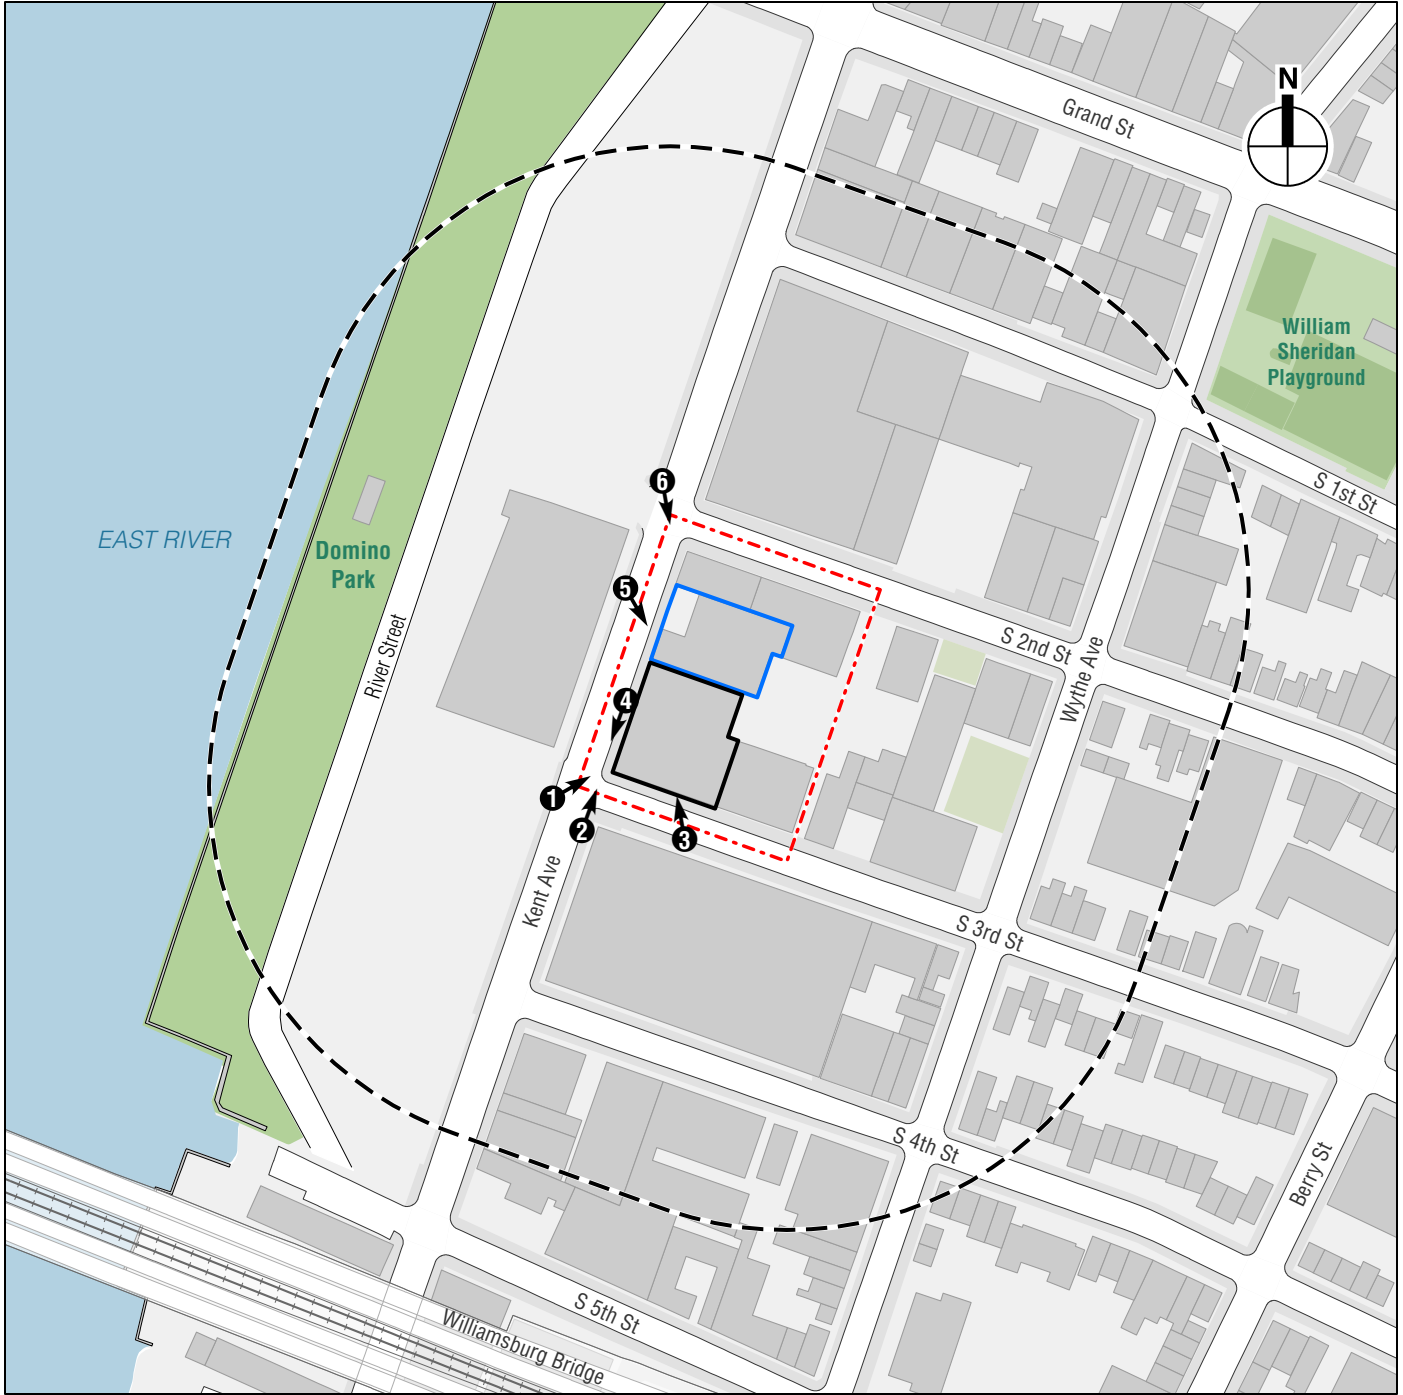 N
Grand St
William
Sheridan
Playground
S 1st St
6
EAST RIVER
Domino
Park
5
River Street
S 2nd St
Wythe Ave
4
1
2
3
Kent Ave
S 3rd St
S 4th St
Berry St
S 5th St
Williamsburg Bridge